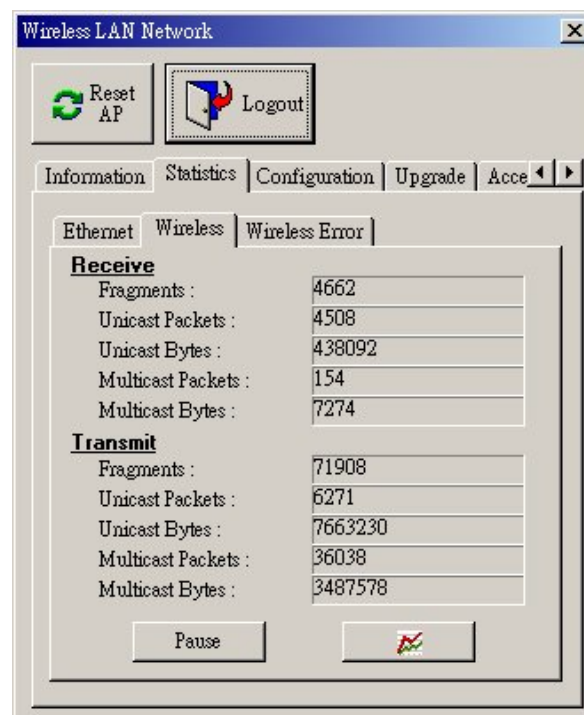 Wireless LAN Network
Reset
AP
Logout
Information Statistics Configuration Upgrade Acce
Ethernet Wireless Wireless Error
Receive
Fragments : 4662
Unicast Packets : 4508
Unicast Bytes : 438092
Multicast Packets : 154
Multicast Bytes : 7274
Transmit
Fragments : 71908
Unicast Packets : 6271
Unicast Bytes : 7663230
Multicast Packets : 36038
Multicast Bytes : 3487578
Pause